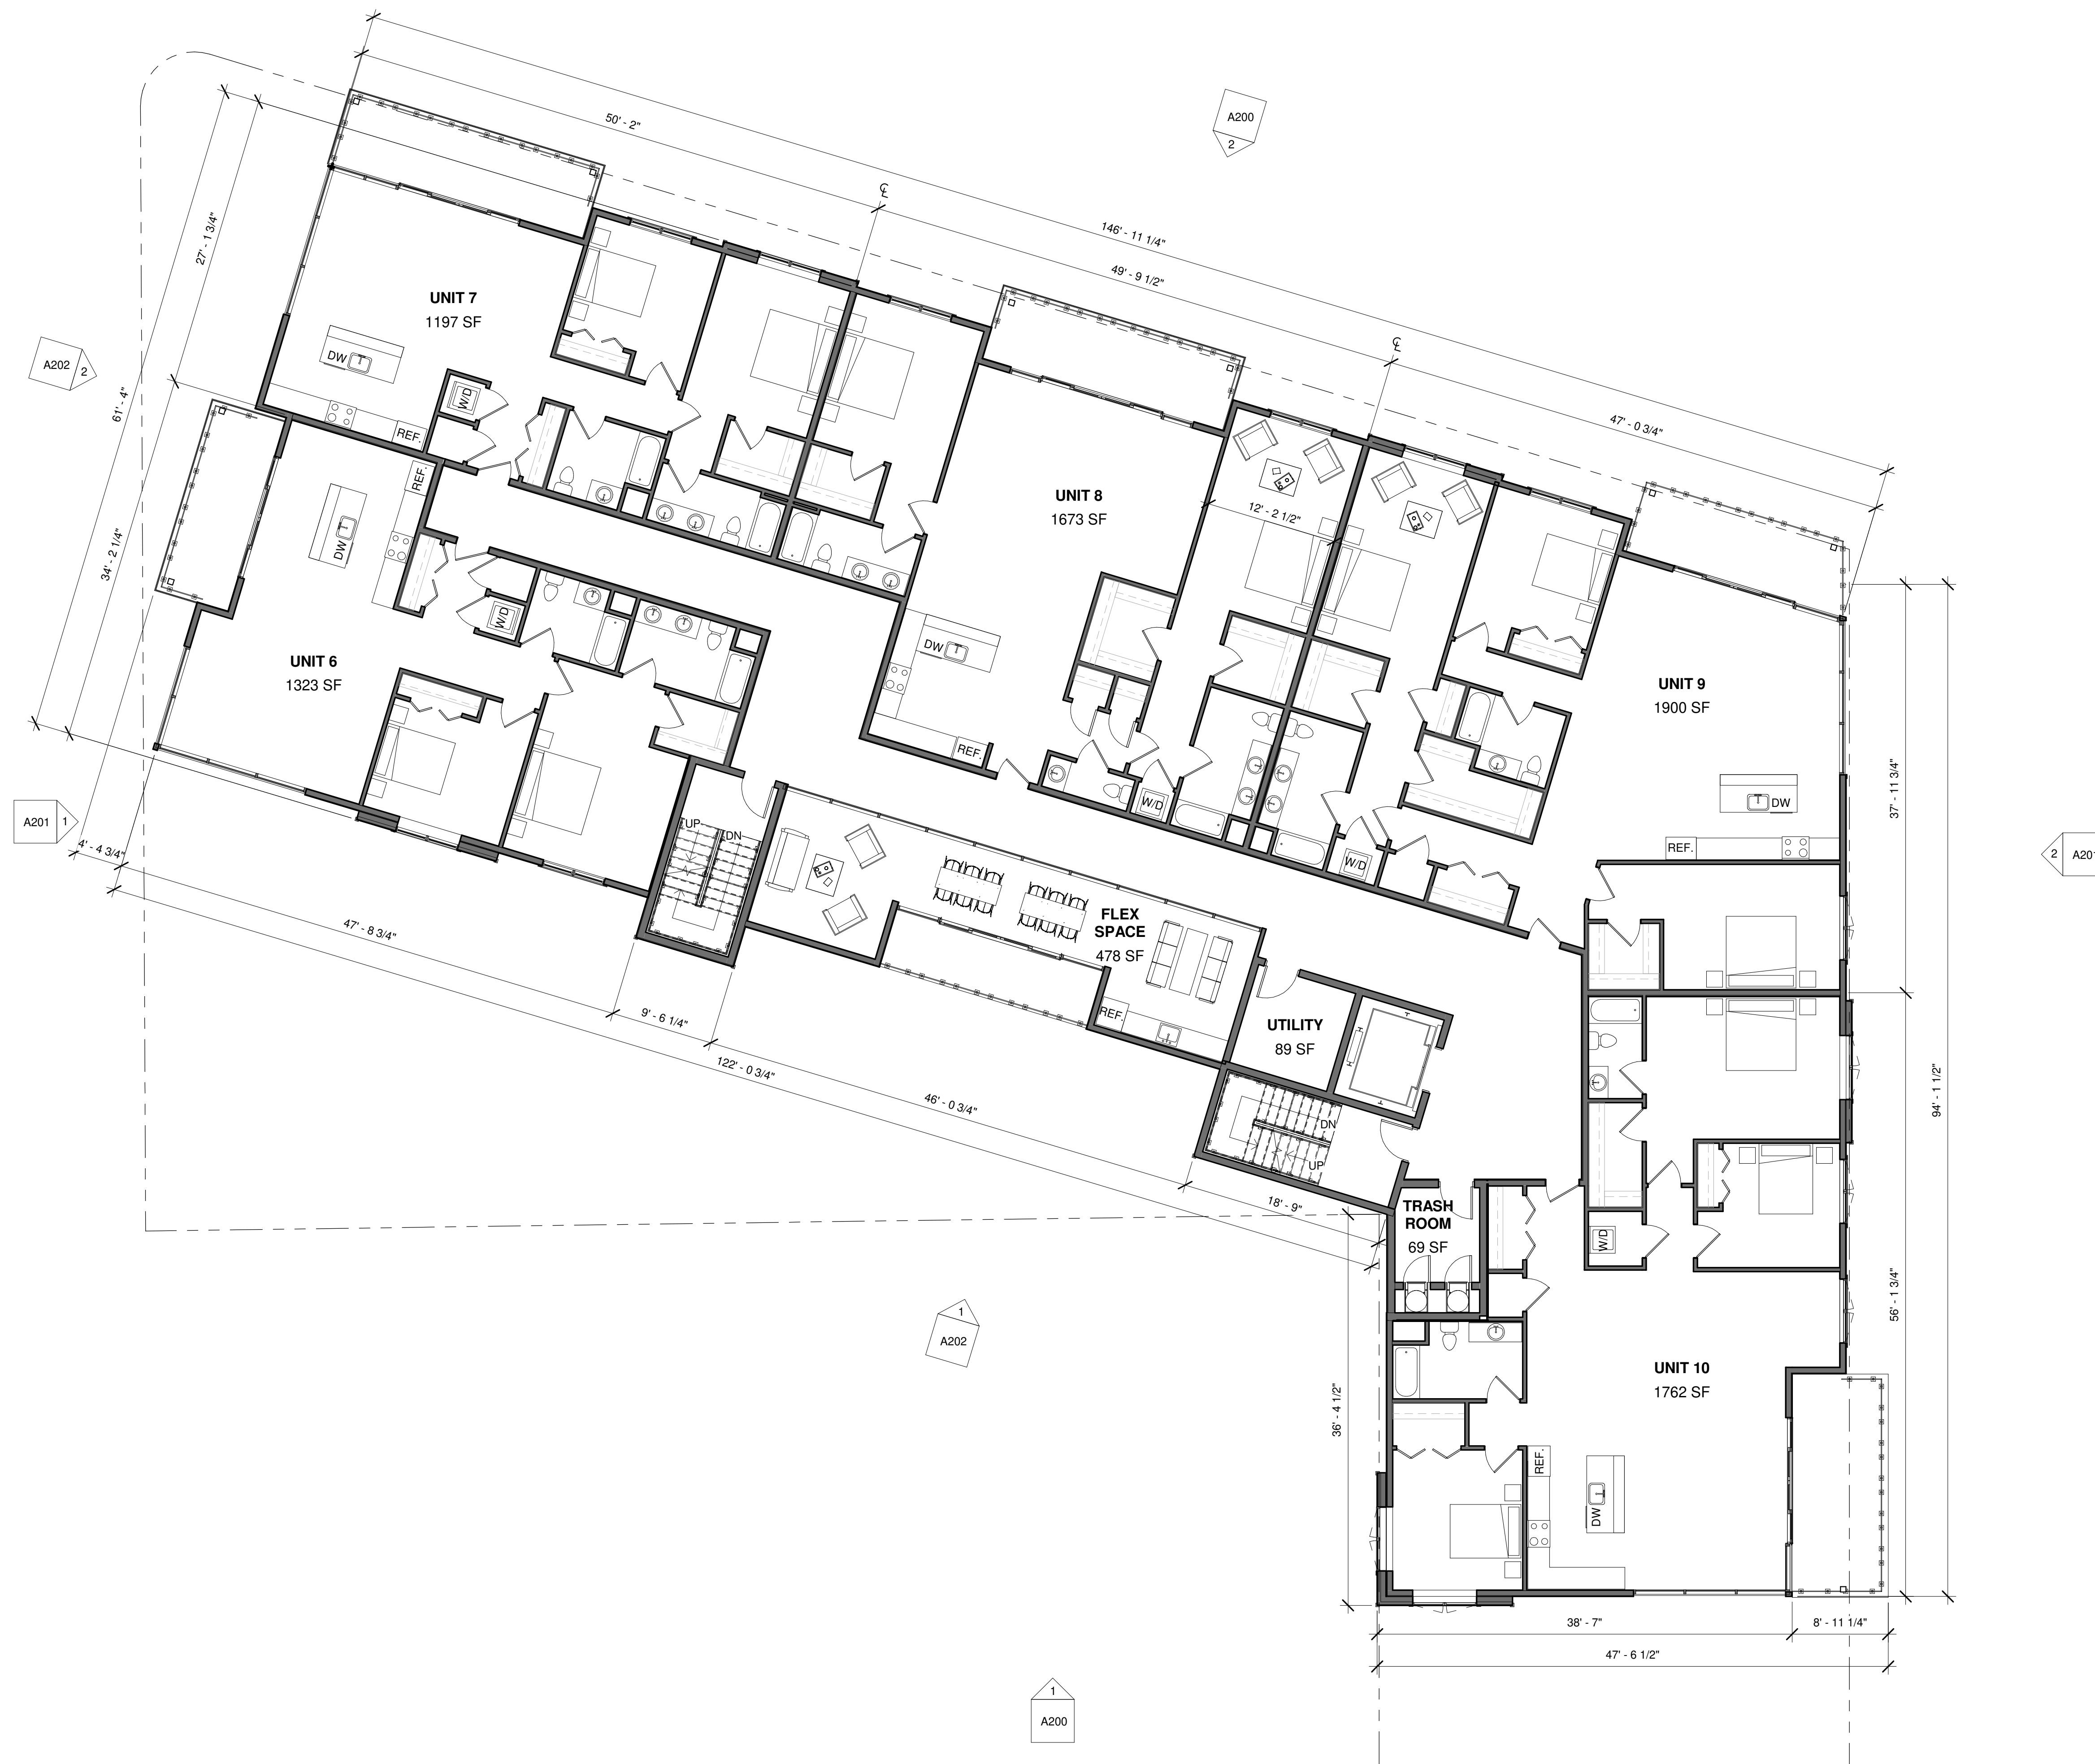 A200
2
50' - 2"
℄
146' - 11 1/4"
49' - 9 1/2"
℄
47' - 0 3/4"
27' - 1 3/4"
61' - 4"
34' - 2 1/4"
A202
2
UNIT 7
1197 SF
DW
W/D
REF.
REF.
DW
W/D
UNIT 6
1323 SF
UNIT 8
1673 SF
12' - 2 1/2"
DW
REF.
W/D
W/D
UNIT 9
1900 SF
DW
REF.
37' - 11 3/4"
94' - 1 1/2"
56' - 1 3/4"
A201
1
2
A201
4' - 4 3/4"
UP
DN
FLEX
SPACE
478 SF
REF.
UTILITY
89 SF
DN
UP
47' - 8 3/4"
9' - 6 1/4"
122' - 0 3/4"
46' - 0 3/4"
18' - 9"
TRASH
ROOM
69 SF
W/D
1
A202
36' - 4 1/2"
UNIT 10
1762 SF
REF.
DW
38' - 7"
8' - 11 1/4"
47' - 6 1/2"
1
A200